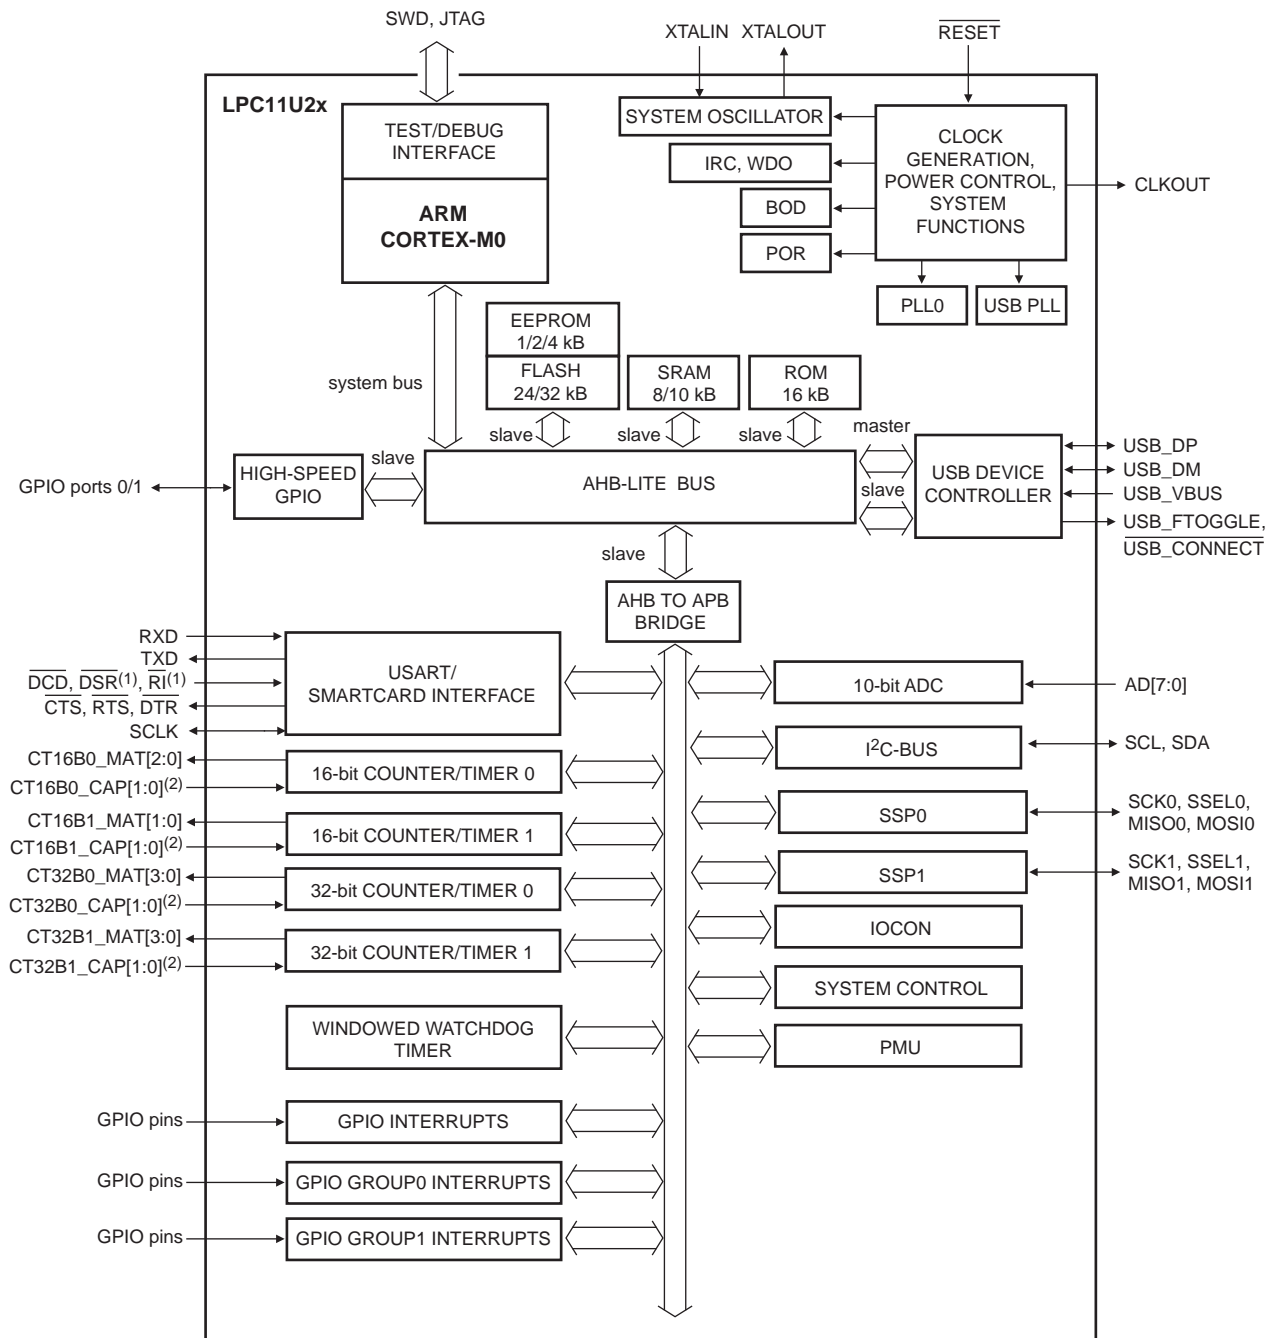 SWD, JTAG
XTALIN XTALOUT
RESET
LPC11U2x
TEST/DEBUG
INTERFACE
ARM
CORTEX-M0
SYSTEM OSCILLATOR
IRC, WDO
BOD
POR
CLOCK
GENERATION,
POWER CONTROL,
SYSTEM
FUNCTIONS
CLKOUT
PLL0
USB PLL
system bus
EEPROM
1/2/4 kB
FLASH
24/32 kB
SRAM
8/10 kB
ROM
16 kB
slave
slave
slave
master
slave
slave
GPIO ports 0/1
HIGH-SPEED
GPIO
AHB-LITE BUS
USB DEVICE
CONTROLLER
USB_DP
USB_DM
USB_VBUS
USB_FTOGGLE,
USB_CONNECT
slave
AHB TO APB
BRIDGE
RXD
TXD
DCD, DSR(1), RI(1)
CTS, RTS, DTR
SCLK
USART/
SMARTCARD INTERFACE
10-bit ADC
AD[7:0]
CT16B0_MAT[2:0]
CT16B0_CAP[1:0](2)
16-bit COUNTER/TIMER 0
I2C-BUS
SCL, SDA
CT16B1_MAT[1:0]
CT16B1_CAP[1:0](2)
16-bit COUNTER/TIMER 1
SSP0
SCK0, SSEL0,
MISO0, MOSI0
CT32B0_MAT[3:0]
CT32B0_CAP[1:0](2)
32-bit COUNTER/TIMER 0
SSP1
SCK1, SSEL1,
MISO1, MOSI1
CT32B1_MAT[3:0]
CT32B1_CAP[1:0](2)
32-bit COUNTER/TIMER 1
IOCON
SYSTEM CONTROL
WINDOWED WATCHDOG
TIMER
PMU
GPIO pins
GPIO INTERRUPTS
GPIO pins
GPIO GROUP0 INTERRUPTS
GPIO pins
GPIO GROUP1 INTERRUPTS